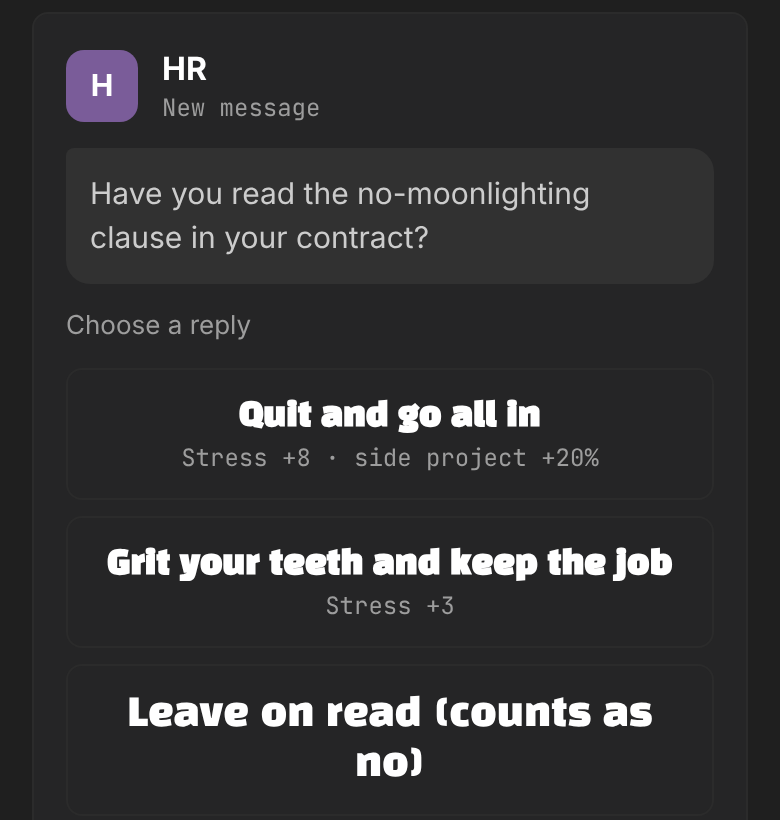 H
HR
New message
Have you read the no-moonlighting
clause in your contract?
Choose a reply
Quit and go all in
Stress +8 · side project +20%
Grit your teeth and keep the job
Stress +3
Leave on read (counts as
no)